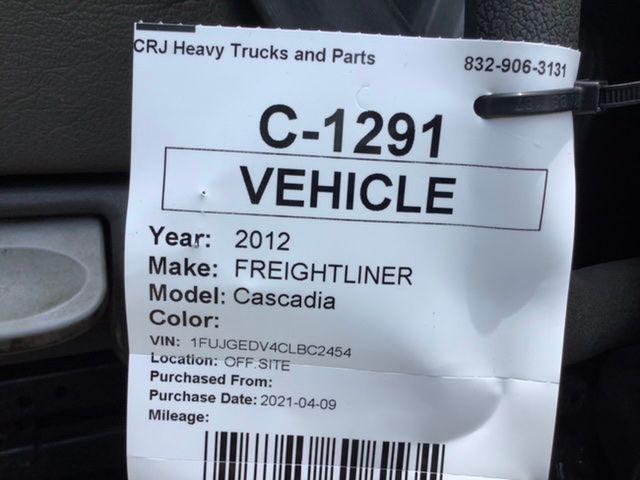 CRJ Heavy Trucks and Parts 832-906-3131
C-1291
VEHICLE
Year: 2012
Make: FREIGHTLINER
Model: Cascadia
Color:
VIN: 1FUJGEDV4CLBC2454
Location: OFF.SITE
Purchased From:
Purchase Date: 2021-04-09
Mileage: